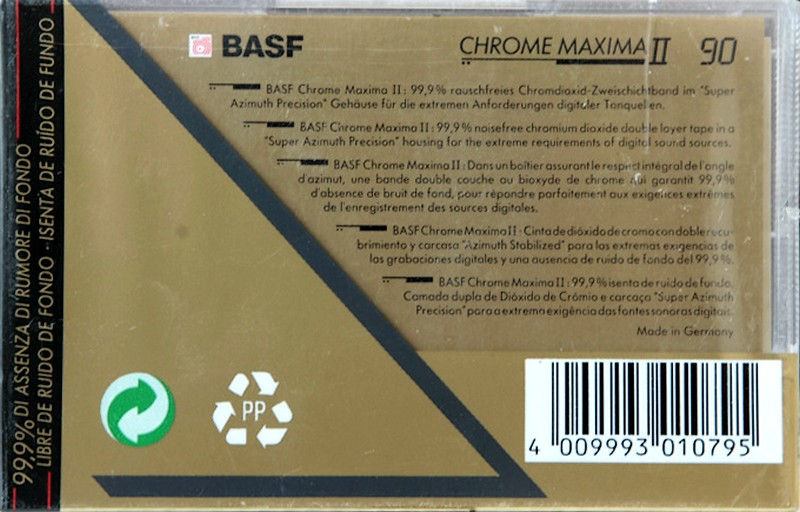 BASF
CHROME MAXIMA II 90
BASF Chrome Maxima II: 99,9% rauschfreies Chromdioxid-Zweischichtband im "Super
Azimuth Precision" Gehäuse für die extremen Anforderungen digitaler Tonquellen.
BASF Chrome Maxima II: 99,9% noisefree chromium dioxide double layer tape in a
"Super Azimuth Precision" housing for the extreme requirements of digital sound sources.
BASF Chrome Maxima II: Dans un boîtier assurant le respect intégral de l'angle
d'azimut, une bande double couche au bioxyde de chrome qui garantit 99,9%
d'absence de bruit de fond, pour répondre parfaitement aux exigences extrêmes
de l'enregistrement des sources digitales.
BASF Chrome Maxima II: Cinta de dióxido de cromo con doble recu-
brimiento y carcasa "Azimuth Stabilized" para las extremas exigencias de
las grabaciones digitales y una ausencia de ruido de fondo del 99,9%.
BASF Chrome Maxima II: 99,9% isenta de ruido de fundo.
Camada dupla de Dióxido de Crómio e carcaça "Super Azimuth
Precision" para a extrema exigência das fontes sonoras digitais.
Made in Germany
99,9% DI ASSENZA DI RUMORE DI FONDO
LIBRE DE RUIDO DE FONDO · ISENTA DE RUÍDO DE FUNDO
PP
4 009993 010795